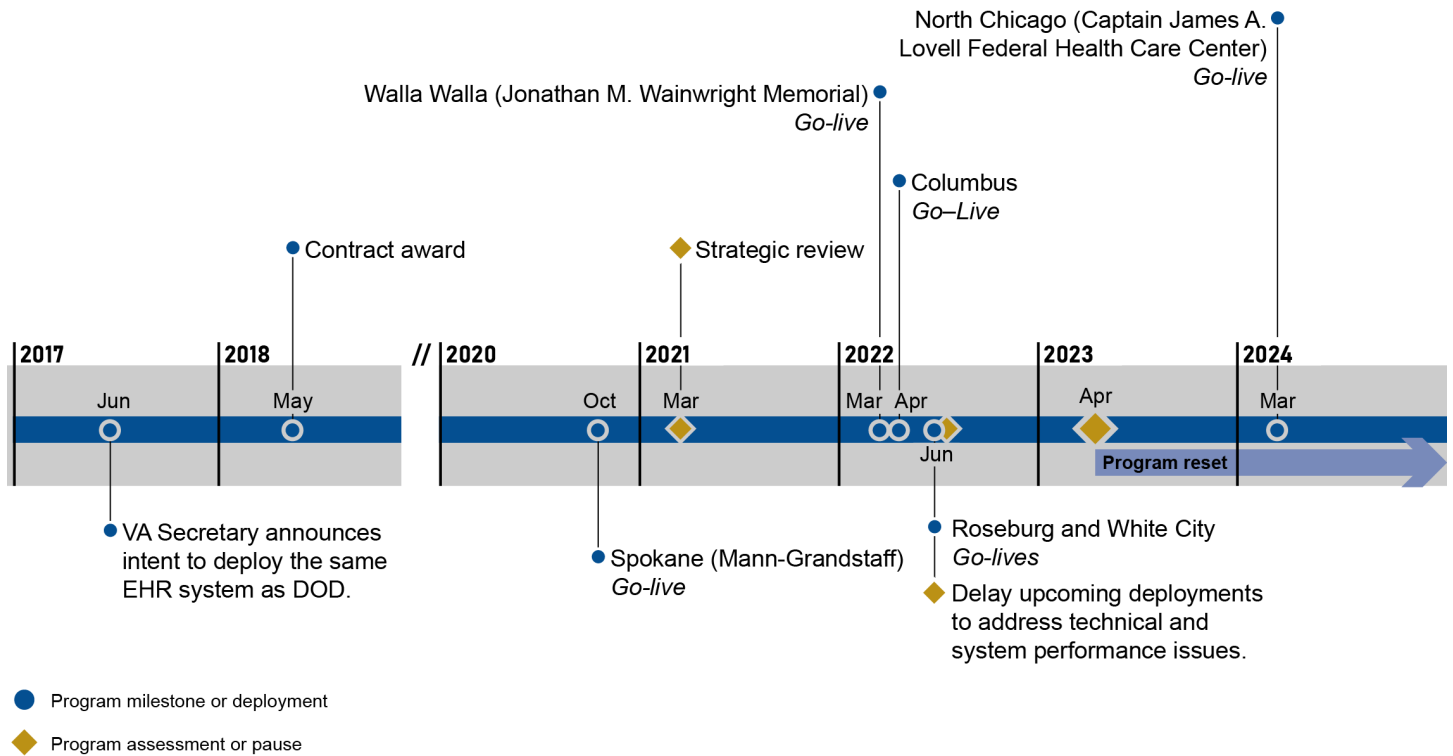 North Chicago (Captain James A.
Lovell Federal Health Care Center)
Go-live
Walla Walla (Jonathan M. Wainwright Memorial)
Go-live
Columbus
Go–Live
Contract award
Strategic review
2017
2018
//
2020
2021
2022
2023
2024
Jun
May
Oct
Mar
Mar
Apr
Jun
Apr
Mar
Program reset
VA Secretary announces
intent to deploy the same
EHR system as DOD.
Spokane (Mann-Grandstaff)
Go-live
Roseburg and White City
Go-lives
Delay upcoming deployments
to address technical and
system performance issues.
Program milestone or deployment
Program assessment or pause